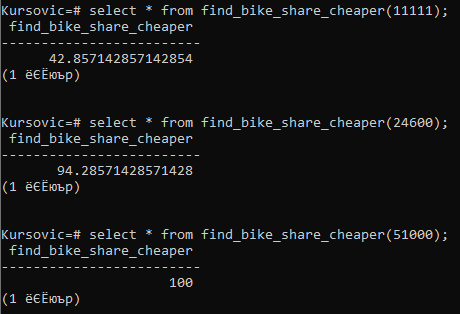 Kursovic=# select * from find_bike_share_cheaper(11111);
find_bike_share_cheaper
-------------------------
42.857142857142854
(1 ёЄЁюър)
Kursovic=# select * from find_bike_share_cheaper(24600);
find_bike_share_cheaper
-------------------------
94.28571428571428
(1 ёЄЁюър)
Kursovic=# select * from find_bike_share_cheaper(51000);
find_bike_share_cheaper
-------------------------
100
(1 ёЄЁюър)